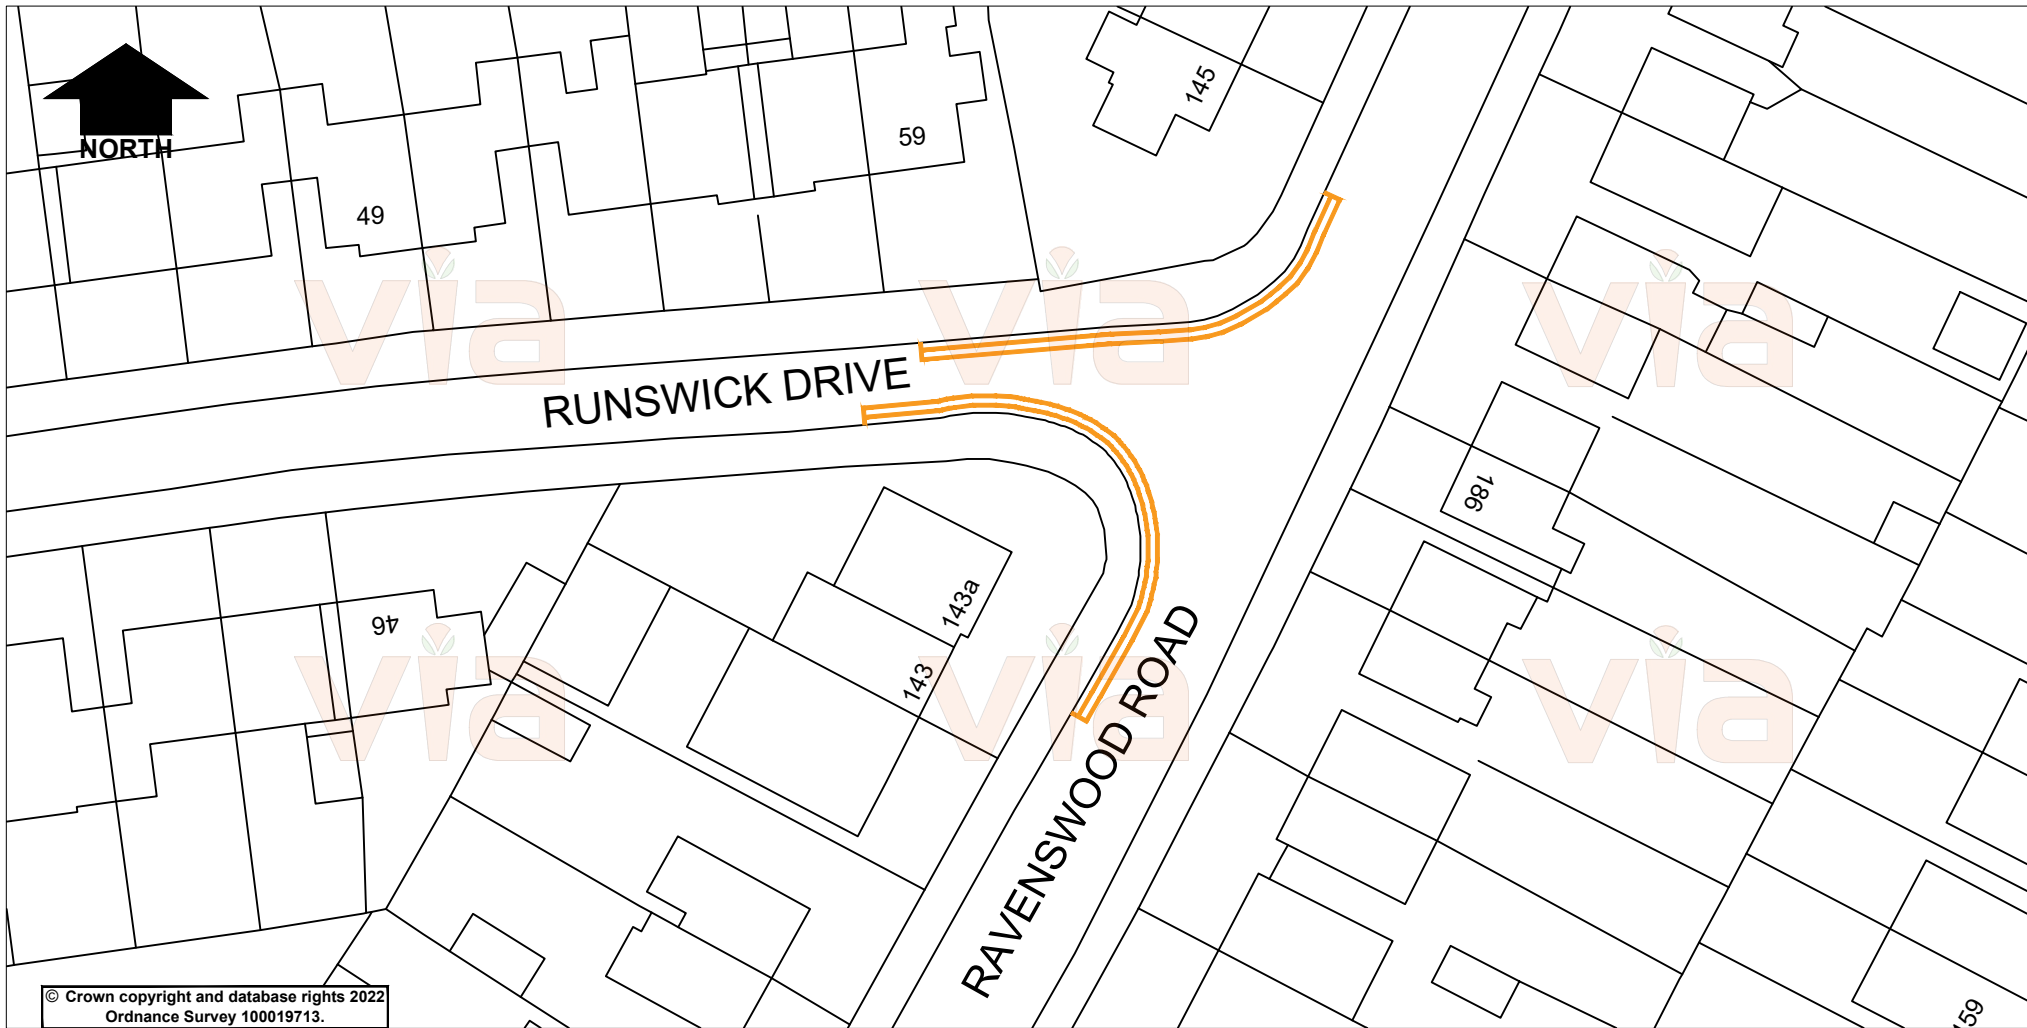 NORTH
145
59
49
RUNSWICK DRIVE
186
143a
46
143
RAVENSWOOD ROAD
159
© Crown copyright and database rights 2022
Ordnance Survey 100019713.
via
via
via
via
via
via